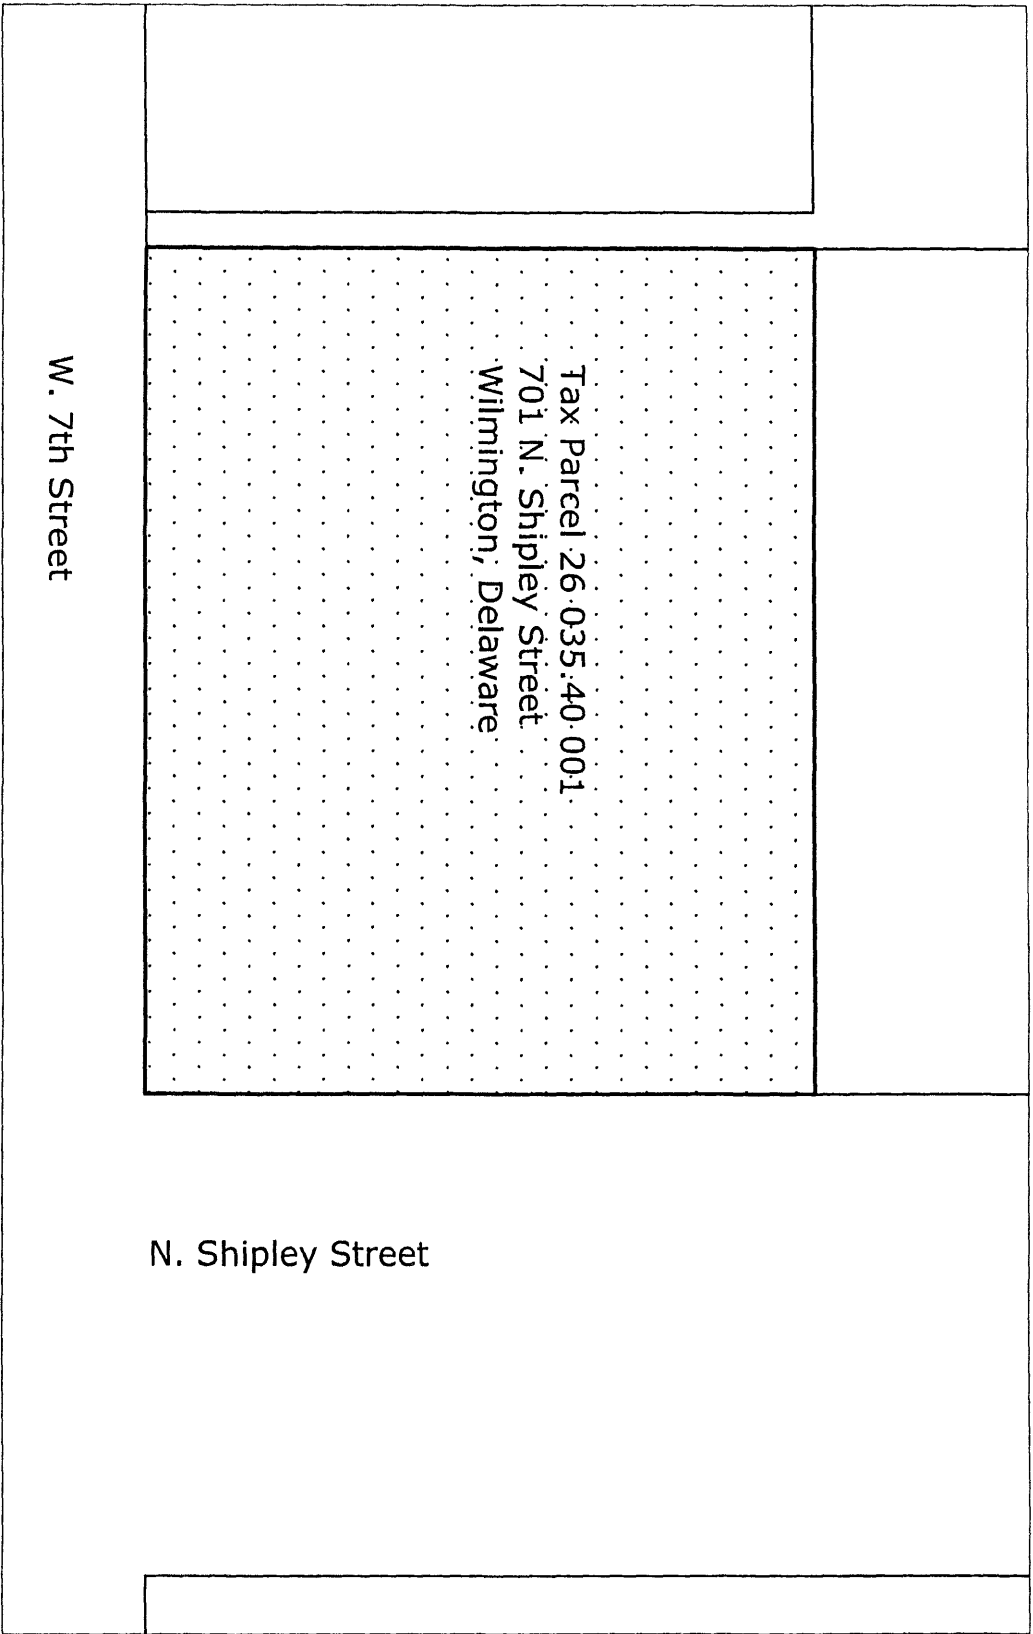 Tax Parcel 26.035.40.001
701 N. Shipley Street
Wilmington, Delaware
W. 7th Street
N. Shipley Street